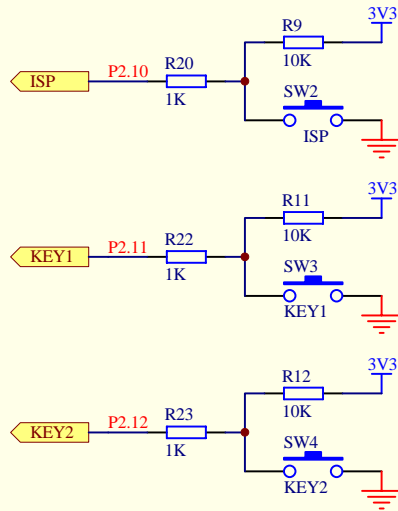 3V3
R9
10K
R20
P2.10
ISP
1K
SW2
ISP
3V3
R11
10K
R22
P2.11
KEY1
1K
SW3
KEY1
3V3
R12
10K
R23
P2.12
KEY2
1K
SW4
KEY2